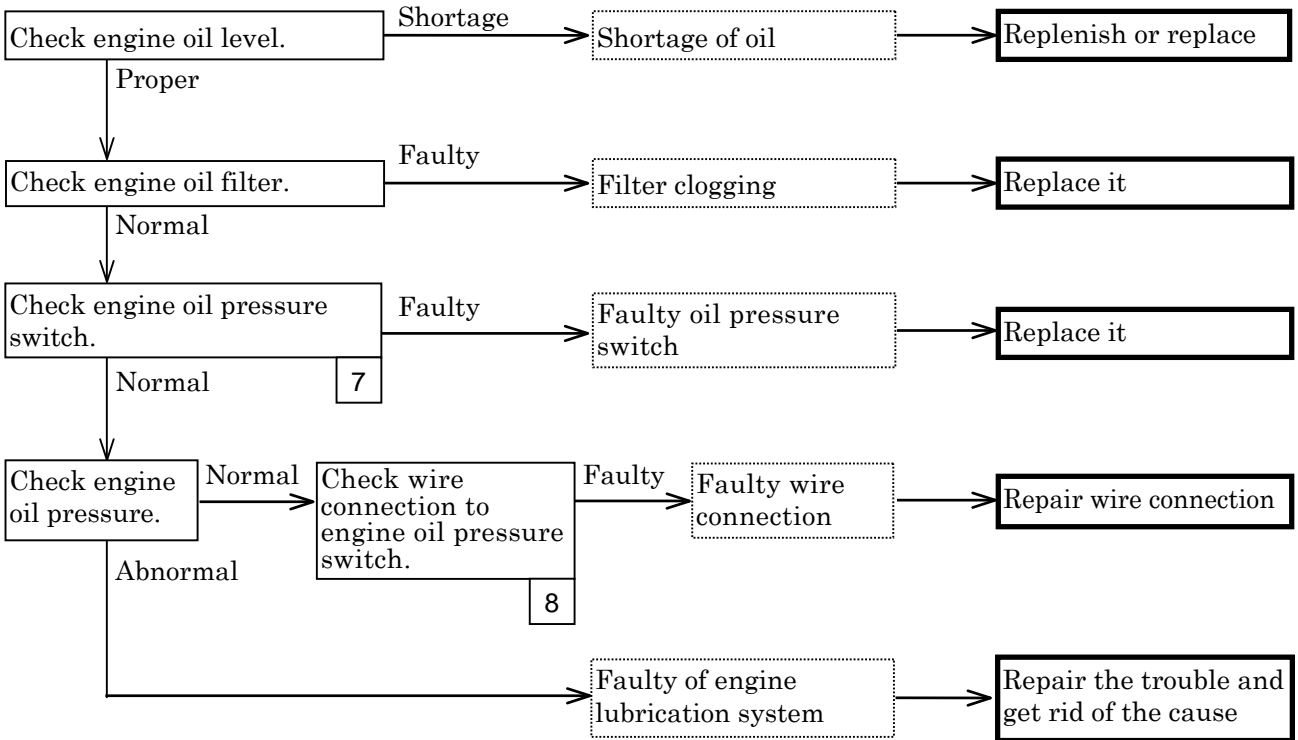 Check engine oil level.
Shortage
Shortage of oil
Replenish or replace
Proper
Check engine oil filter.
Faulty
Filter clogging
Replace it
Normal
Check engine oil pressure
switch.
7
Faulty
Faulty oil pressure
switch
Replace it
Normal
Check engine
oil pressure.
Normal
Check wire
connection to
engine oil pressure
switch.
8
Faulty
Faulty wire
connection
Repair wire connection
Abnormal
Faulty of engine
lubrication system
Repair the trouble and
get rid of the cause